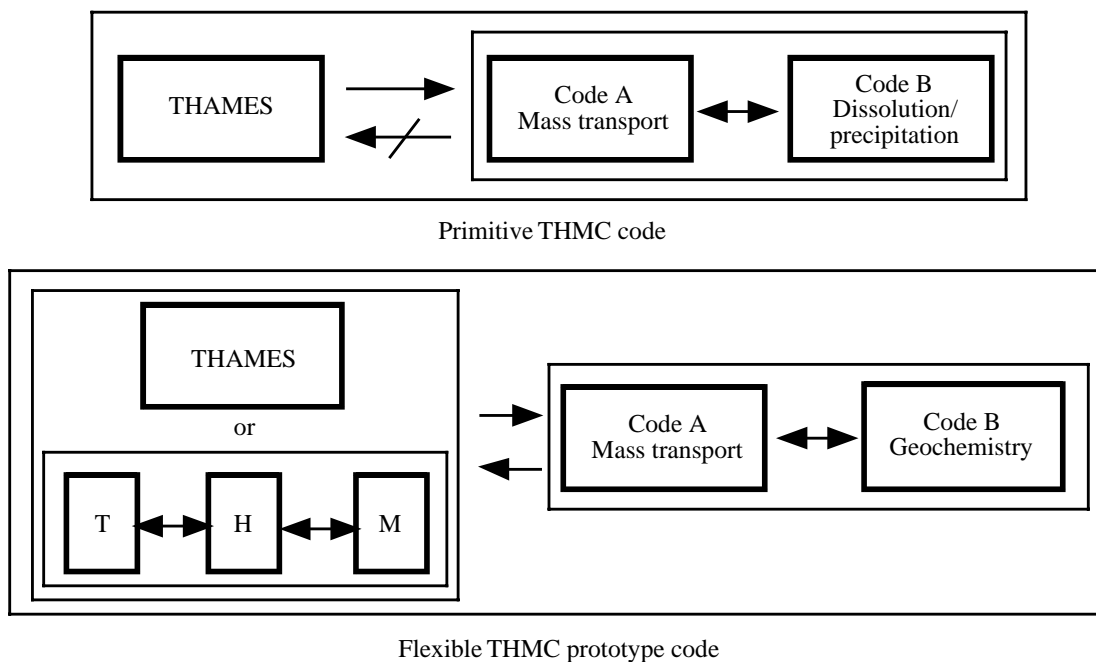 THAMES
Code A
Mass transport
Code B
Dissolution/
precipitation
Primitive THMC code
THAMES
or
T
H
M
Code A
Mass transport
Code B
Geochemistry
Flexible THMC prototype code